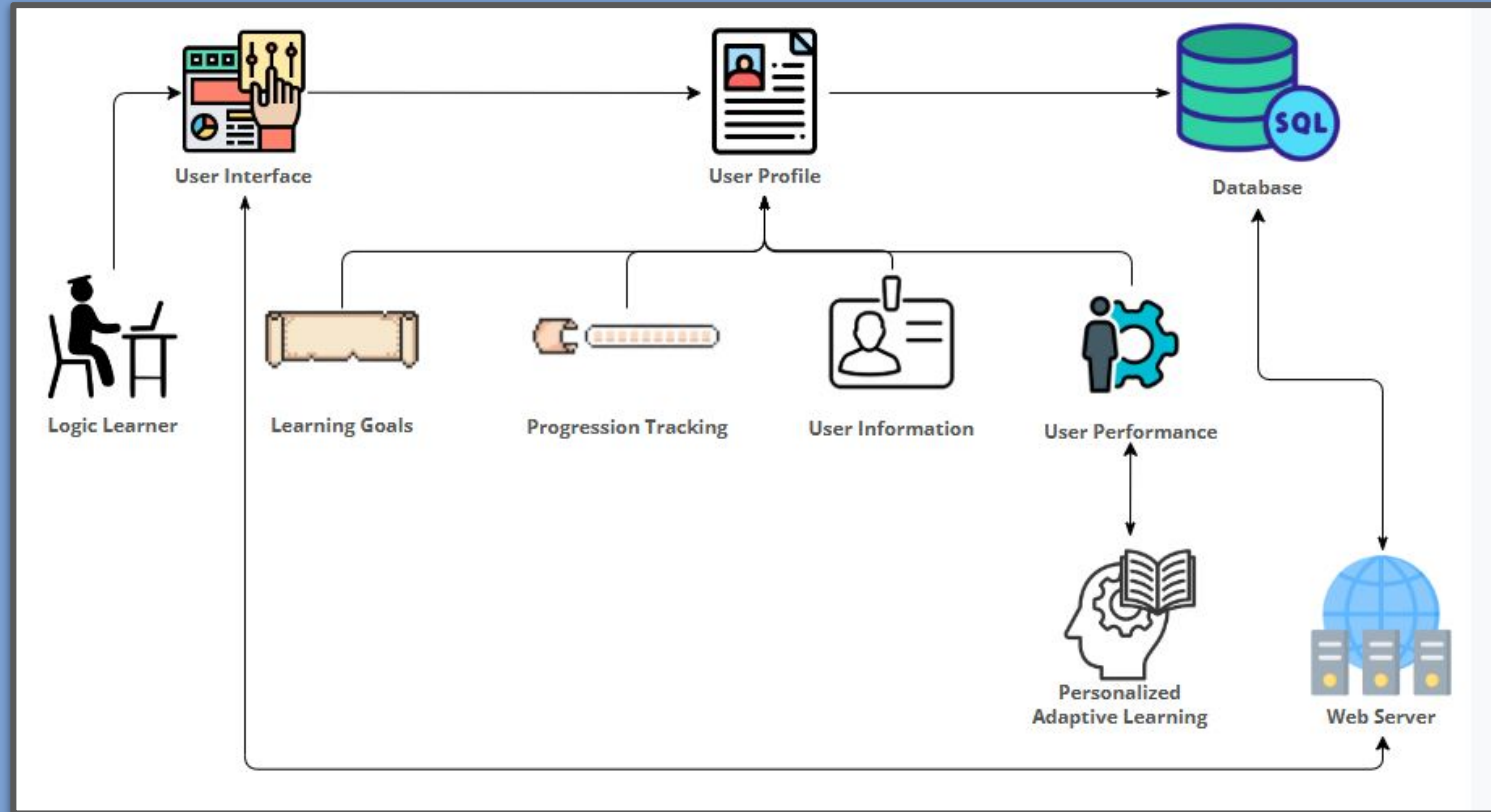 SQL
User Interface
User Profile
Database
Logic Learner
Learning Goals
Progression Tracking
User Information
User Performance
Personalized
Adaptive Learning
Web Server